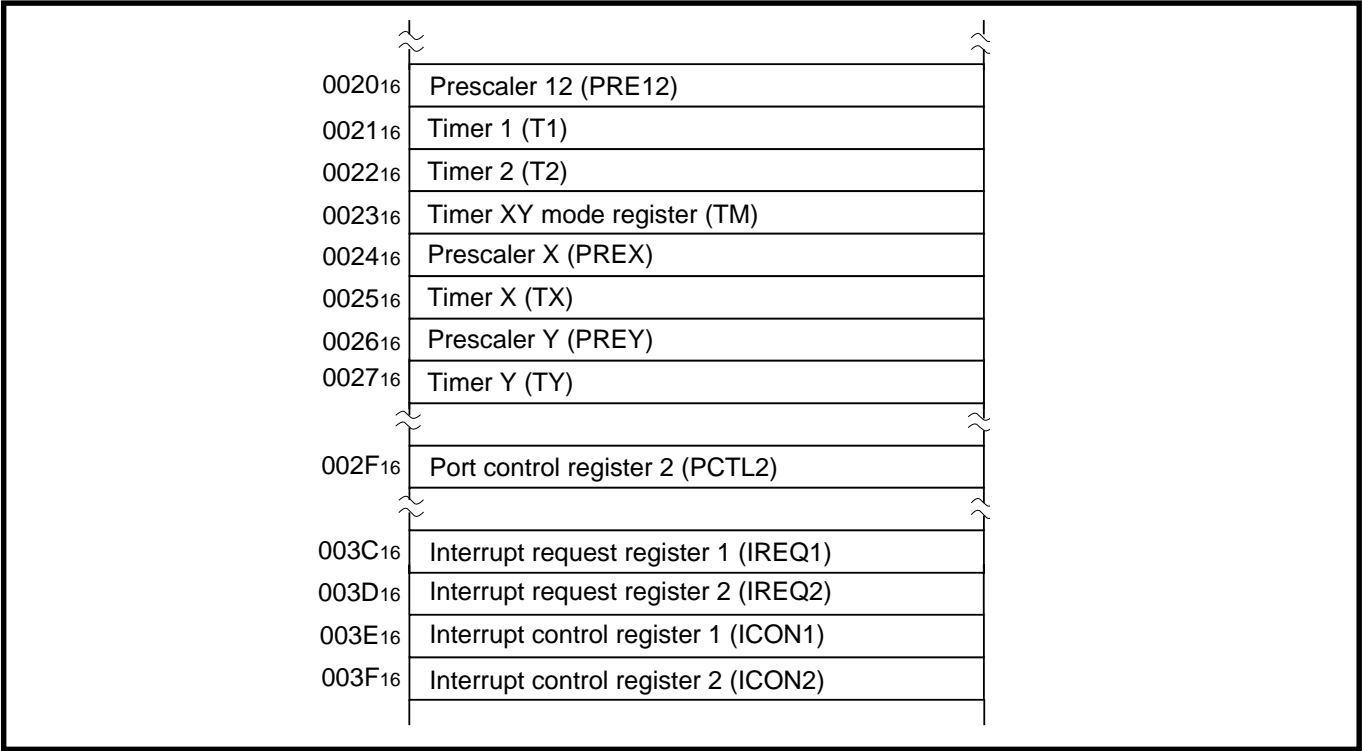 002016 Prescaler 12 (PRE12)
002116 Timer 1 (T1)
002216 Timer 2 (T2)
002316 Timer XY mode register (TM)
002416 Prescaler X (PREX)
002516 Timer X (TX)
002616 Prescaler Y (PREY)
002716 Timer Y (TY)
002F16 Port control register 2 (PCTL2)
003C16 Interrupt request register 1 (IREQ1)
003D16 Interrupt request register 2 (IREQ2)
003E16 Interrupt control register 1 (ICON1)
003F16 Interrupt control register 2 (ICON2)